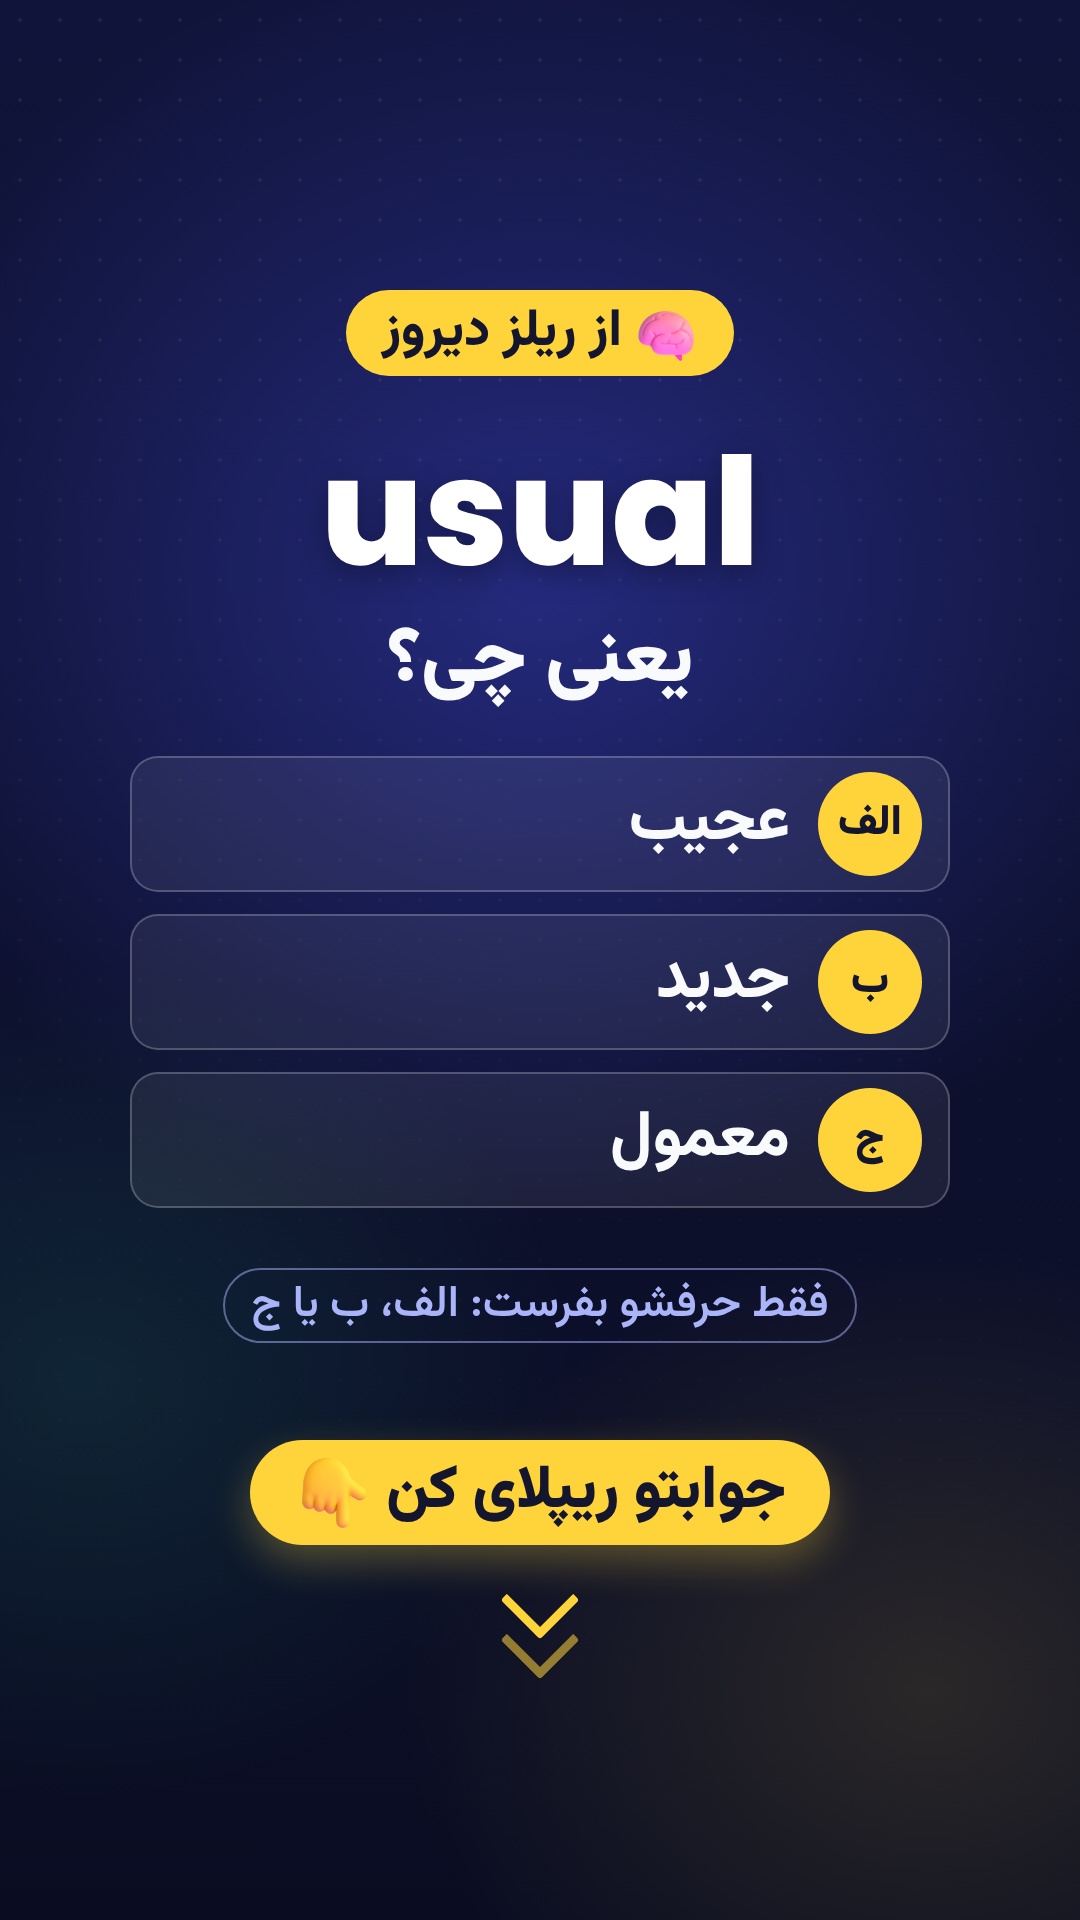 🧠 از ریلز دیروز
usual
یعنی چی؟
الف عجیب
ب جدید
ج معمول
فقط حرفشو بفرست: الف، ب یا ج
جوابتو ریپلای کن 👇